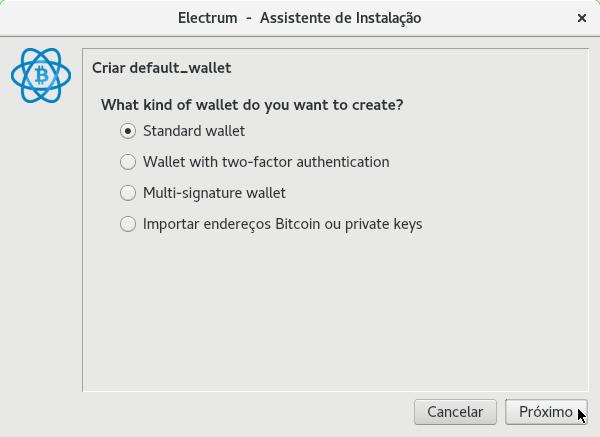 Electrum  -  Assistente de Instalação
Criar default_wallet
What kind of wallet do you want to create?
Standard wallet
Wallet with two-factor authentication
Multi-signature wallet
Importar endereços Bitcoin ou private keys
Cancelar
Próximo